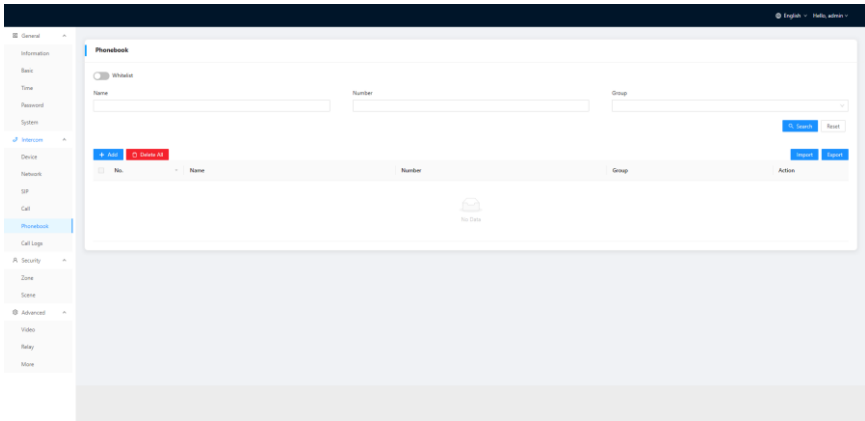 English Hello, admin
General
Information
Basic
Time
Password
System
Intercom
Device
Network
SIP
Call
Phonebook
Call Logs
Security
Zone
Scene
Advanced
Video
Relay
More
Phonebook
Whitelist
Name Number Group
Search Reset
+ Add Delete All Import Export
No. Name Number Group Action
No Data